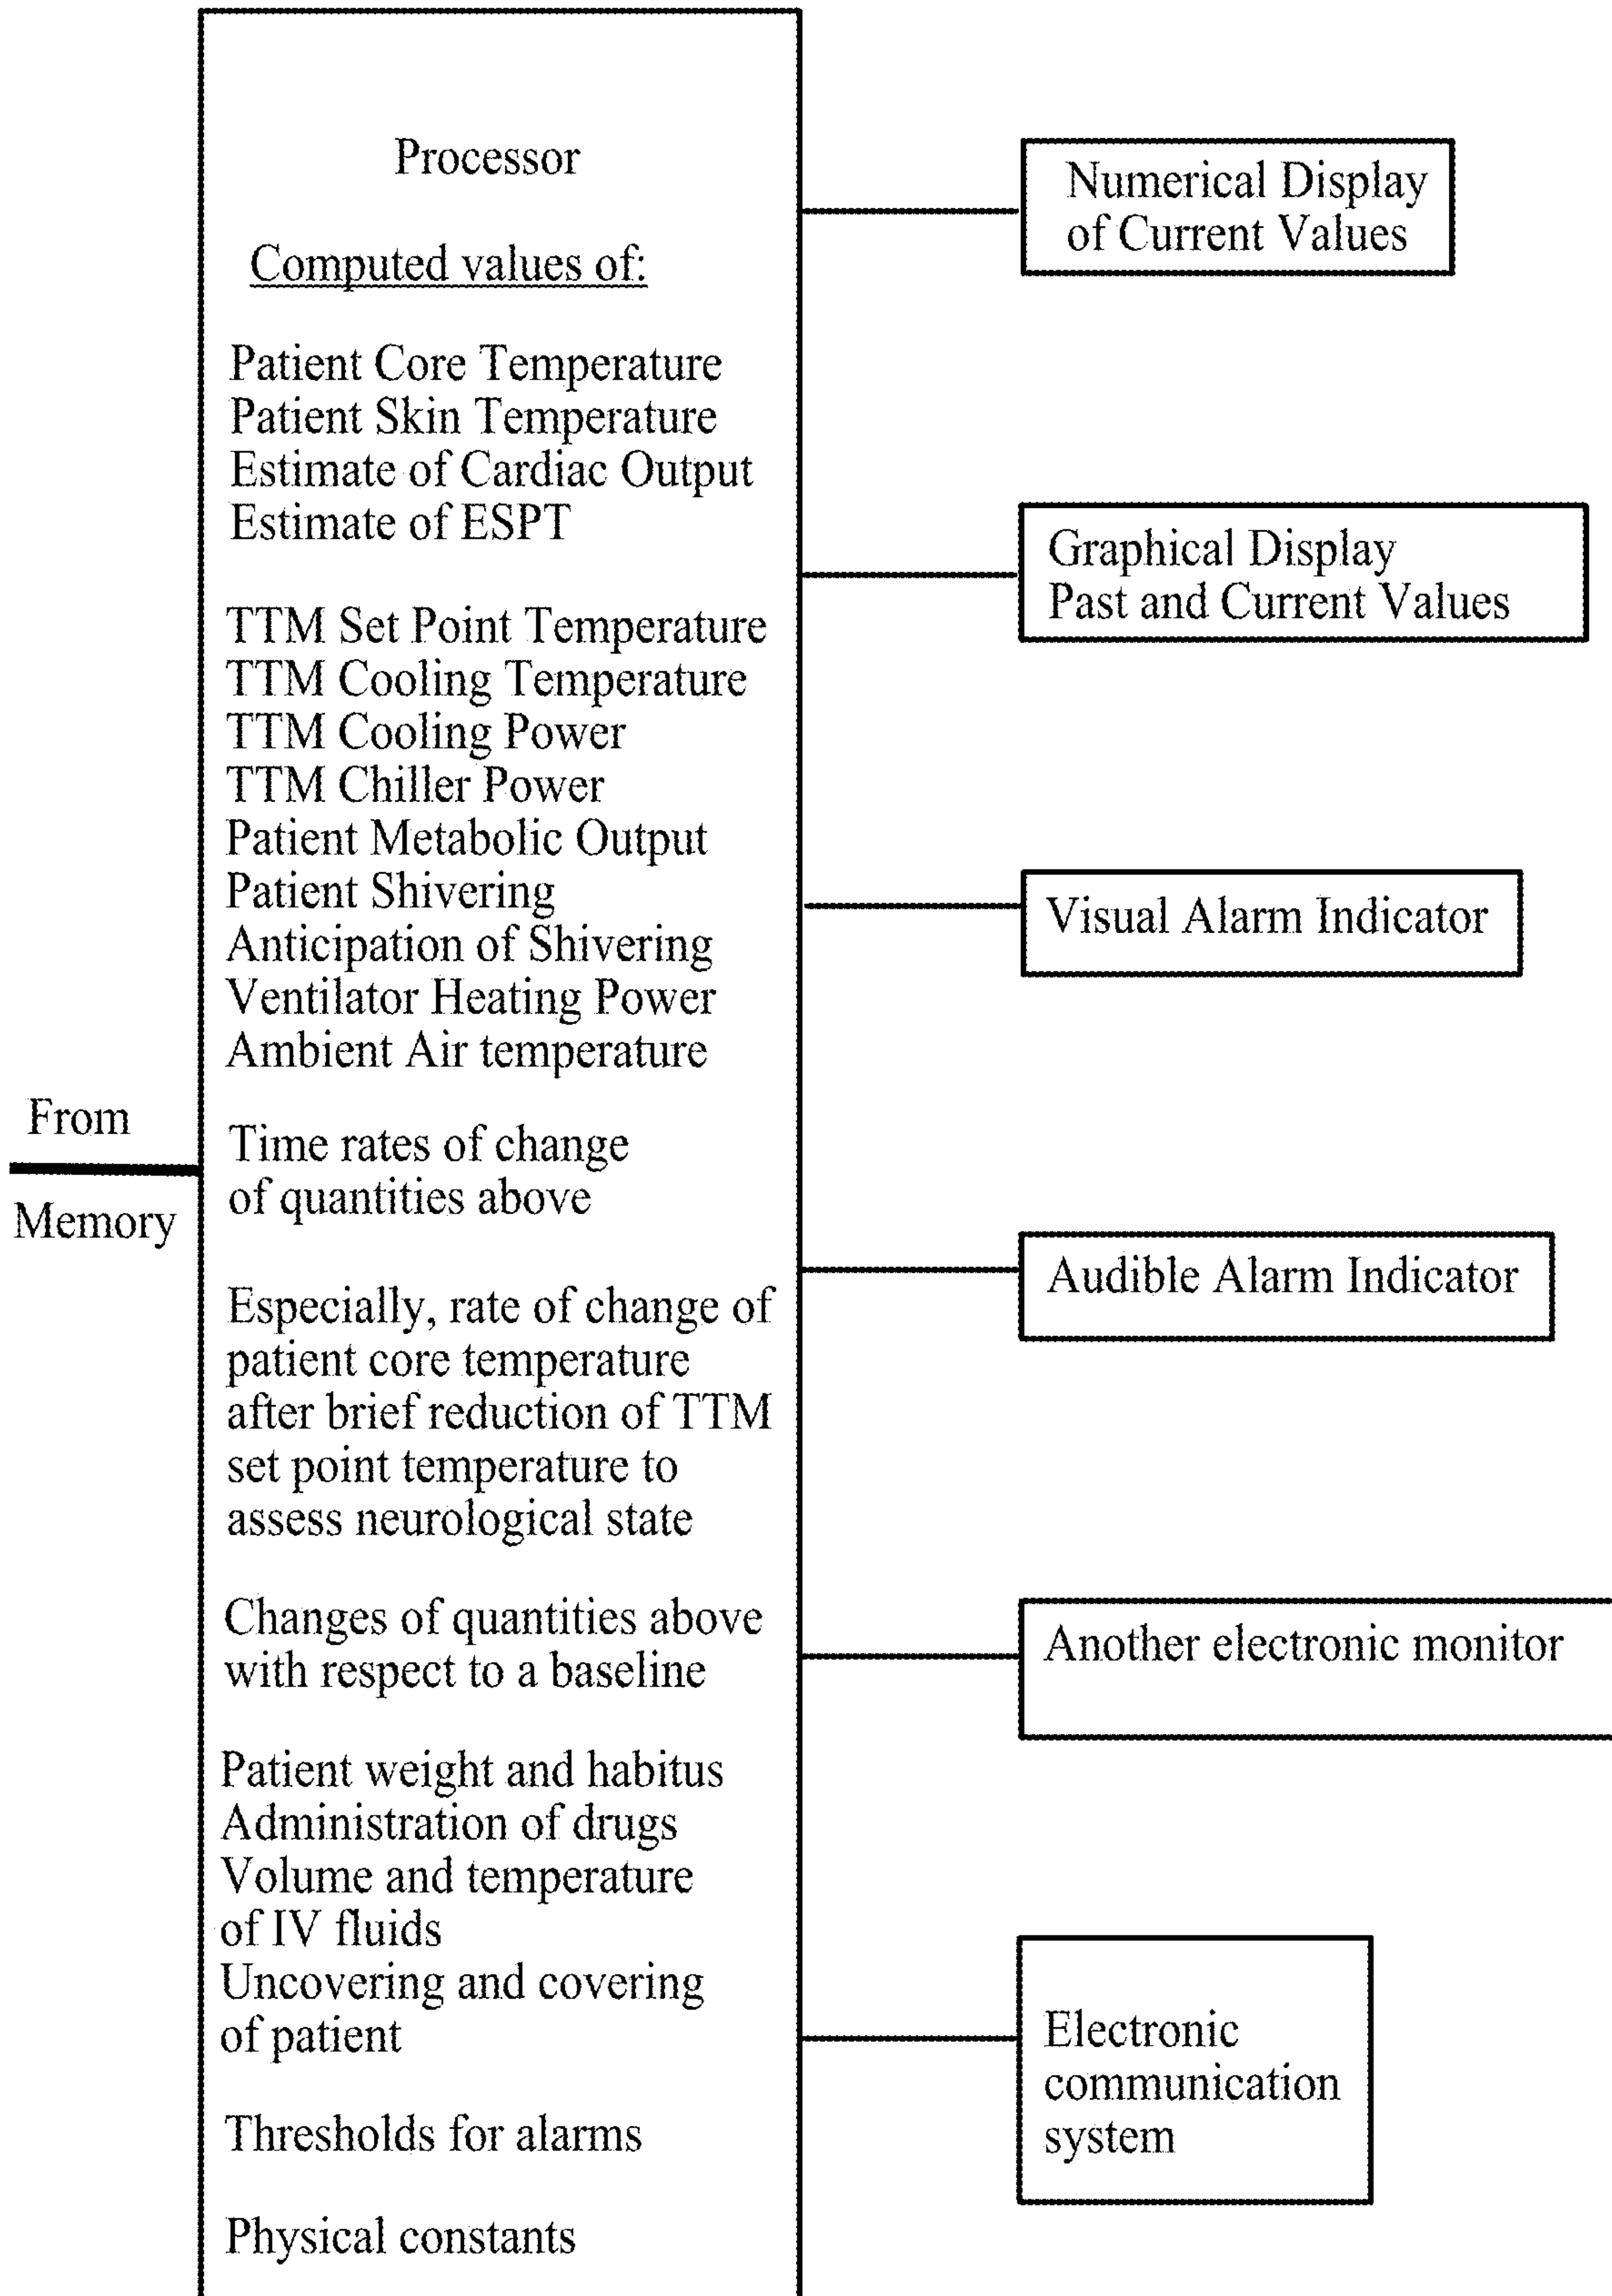 Processor
Computed values of:
Patient Core Temperature
Patient Skin Temperature
Estimate of Cardiac Output
Estimate of ESPT
TTM Set Point Temperature
TTM Cooling Temperature
TTM Cooling Power
TTM Chiller Power
Patient Metabolic Output
Patient Shivering
Anticipation of Shivering
Ventilator Heating Power
Ambient Air temperature
Time rates of change
of quantities above
Especially, rate of change of
patient core temperature
after brief reduction of TTM
set point temperature to
assess neurological state
Changes of quantities above
with respect to a baseline
Patient weight and habitus
Administration of drugs
Volume and temperature
of IV fluids
Uncovering and covering
of patient
Thresholds for alarms
Physical constants
From
Memory
Numerical Display
of Current Values
Graphical Display
Past and Current Values
Visual Alarm Indicator
Audible Alarm Indicator
Another electronic monitor
Electronic
communication
system